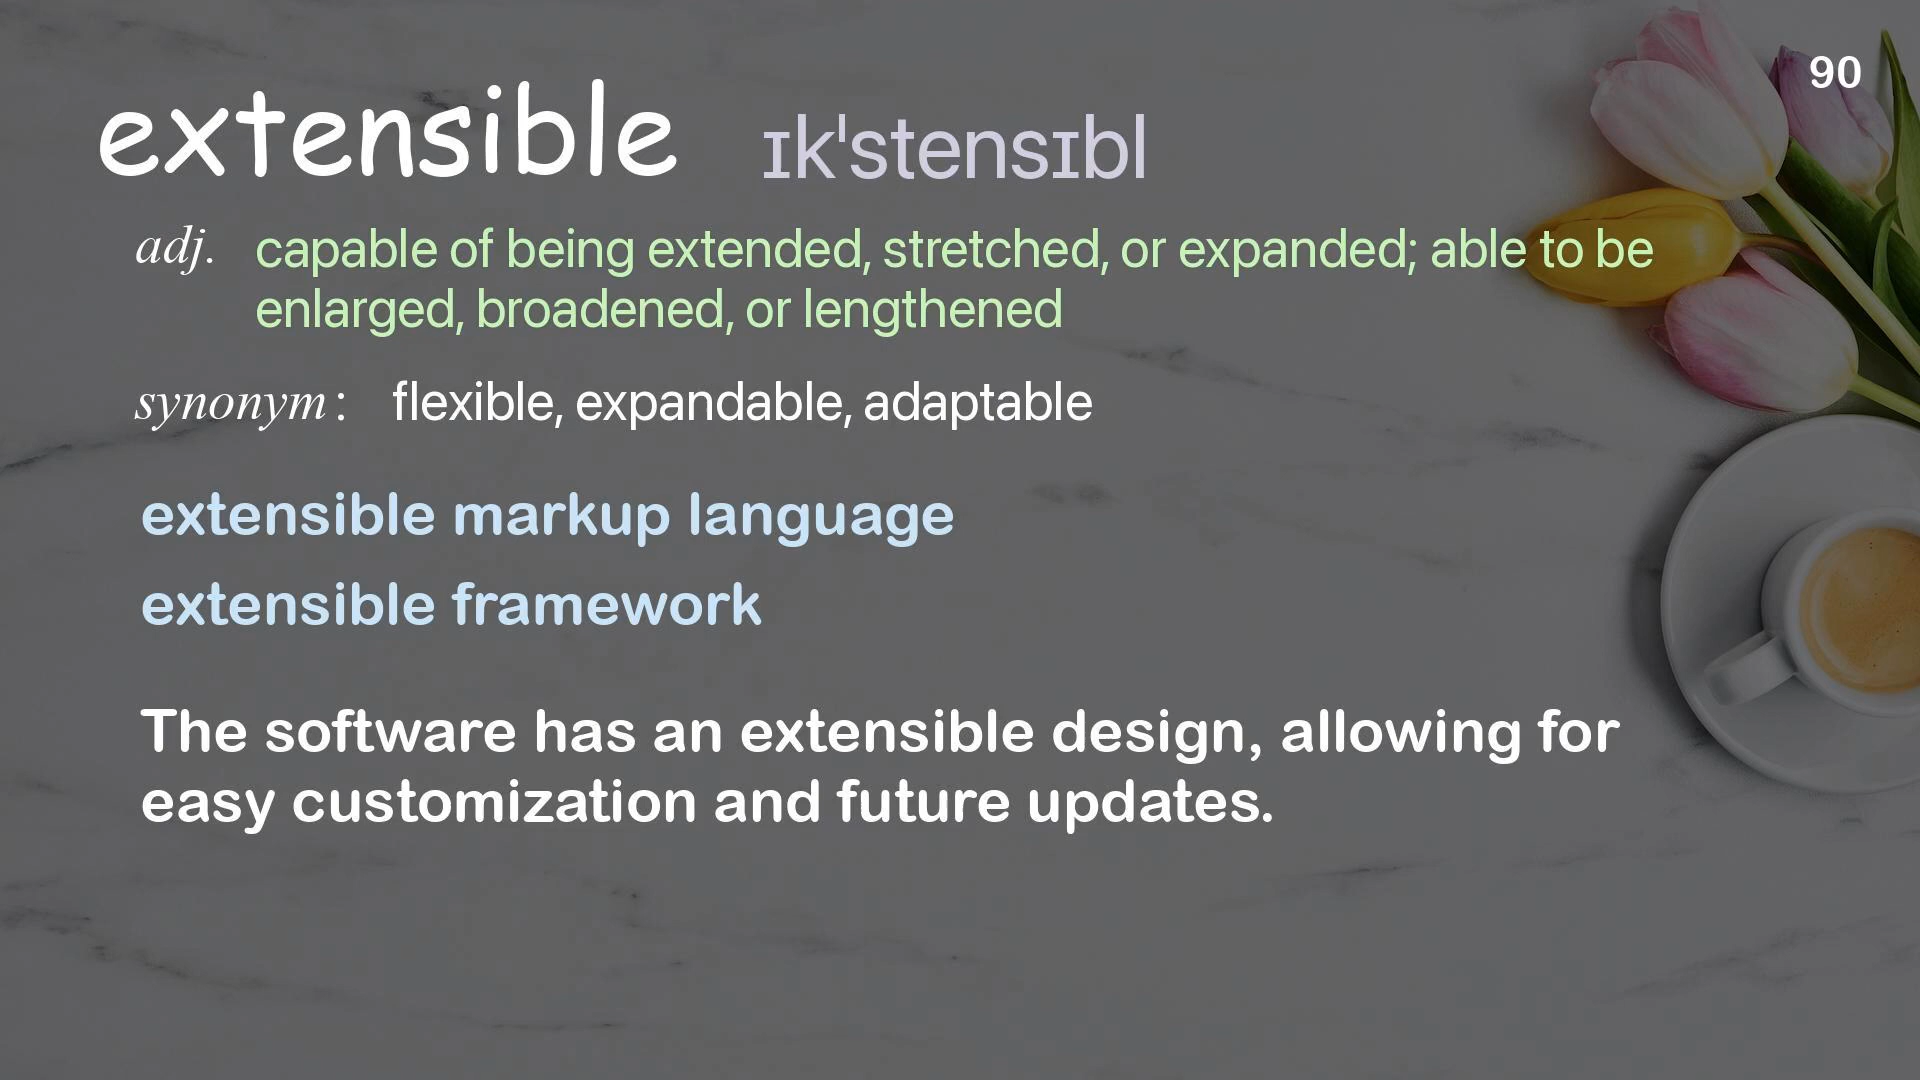 90
extensible ɪkˈstensɪbl
adj. capable of being extended, stretched, or expanded; able to be
enlarged, broadened, or lengthened
synonym: flexible, expandable, adaptable
extensible markup language
extensible framework
The software has an extensible design, allowing for
easy customization and future updates.